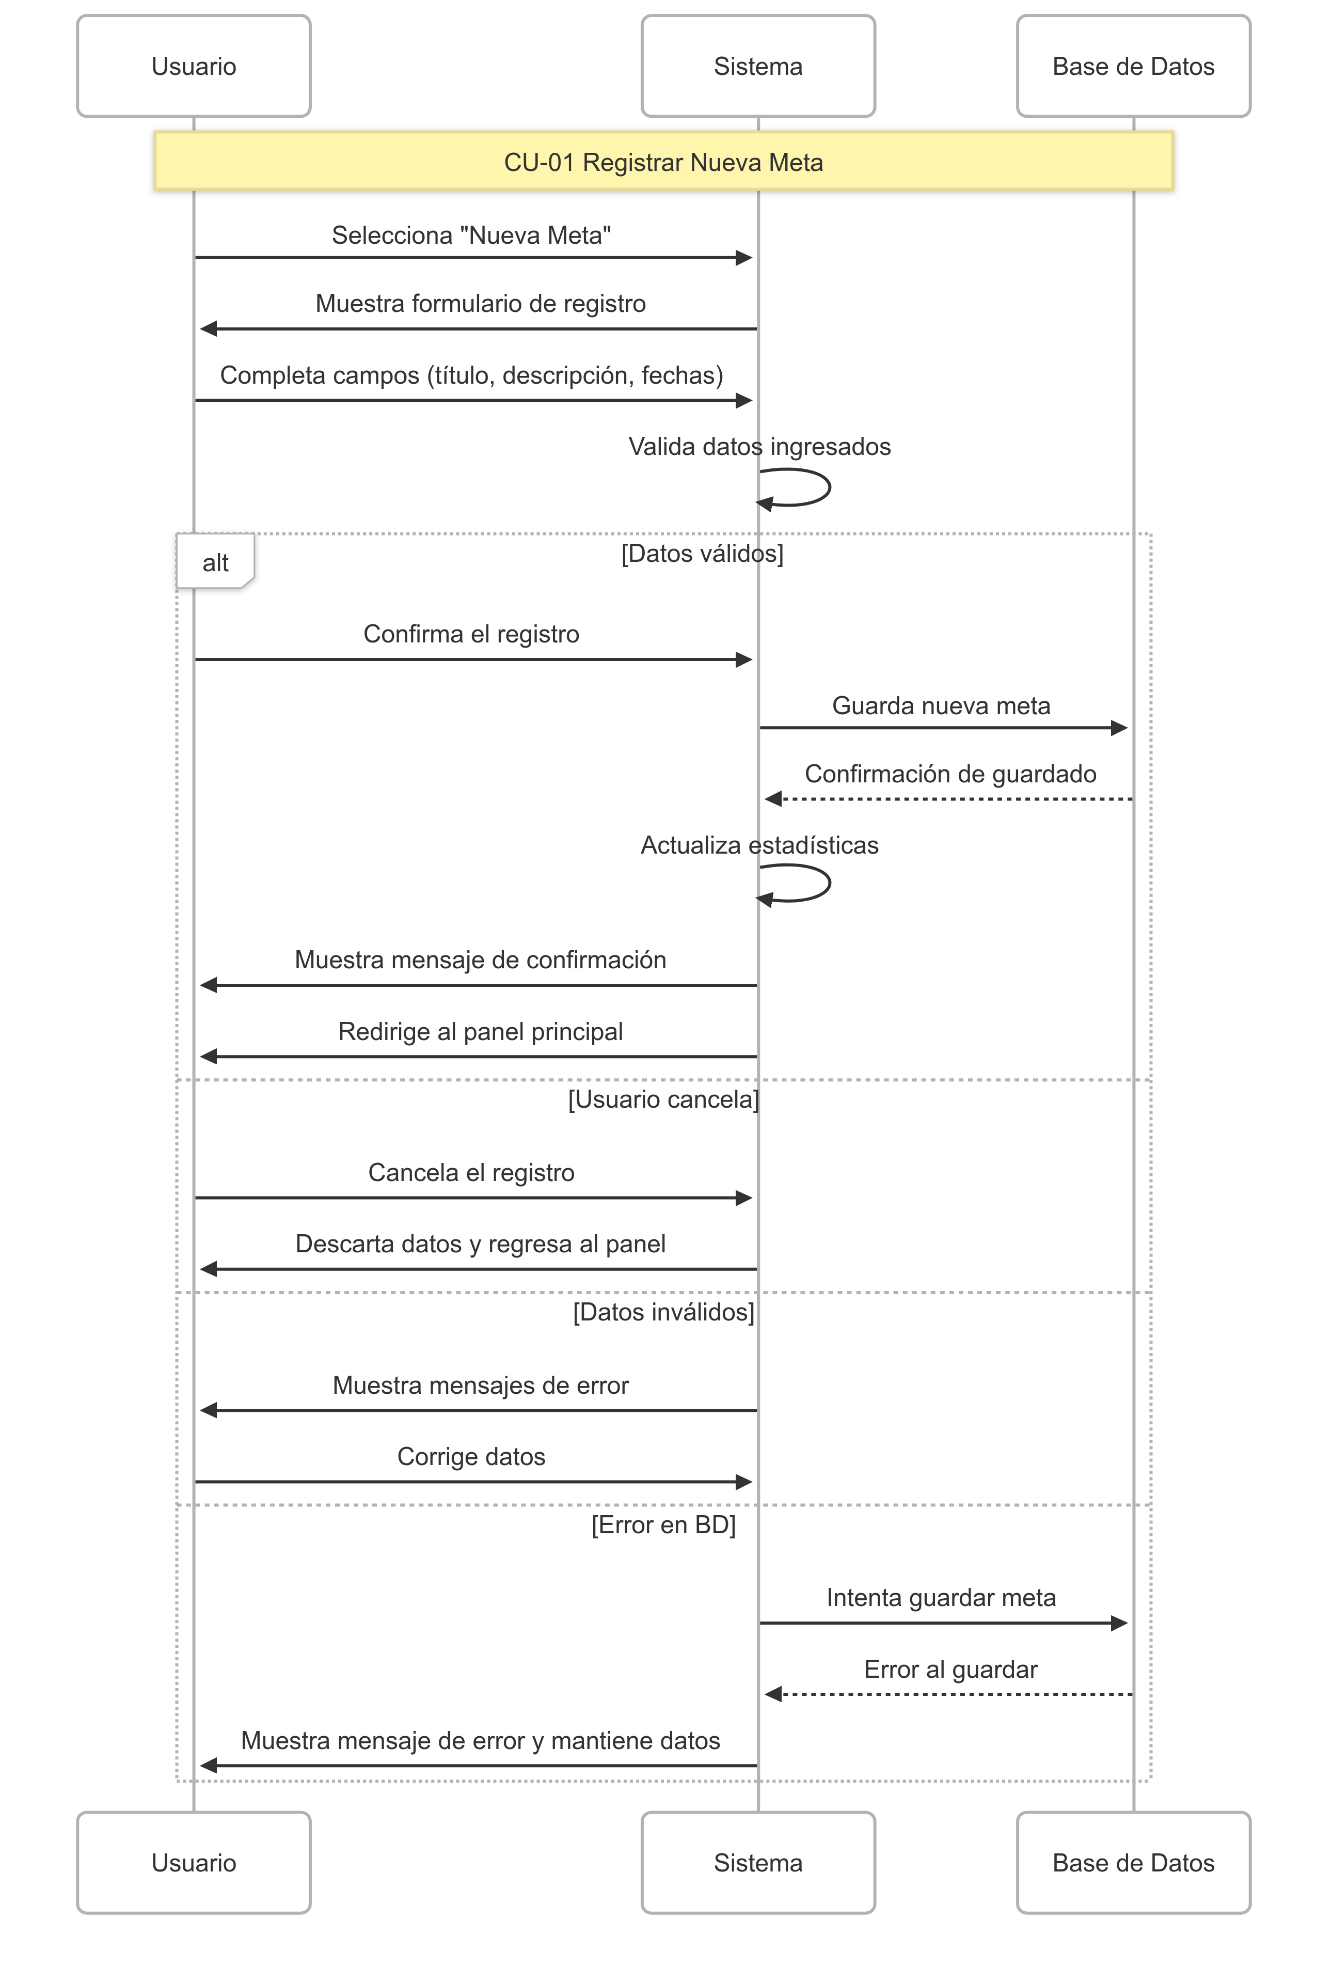 Usuario
Sistema
Base de Datos
CU-01 Registrar Nueva Meta
Selecciona "Nueva Meta"
Muestra formulario de registro
Completa campos (título, descripción, fechas)
Valida datos ingresados
alt
[Datos válidos]
Confirma el registro
Guarda nueva meta
Confirmación de guardado
Actualiza estadísticas
Muestra mensaje de confirmación
Redirige al panel principal
[Usuario cancela]
Cancela el registro
Descarta datos y regresa al panel
[Datos inválidos]
Muestra mensajes de error
Corrige datos
[Error en BD]
Intenta guardar meta
Error al guardar
Muestra mensaje de error y mantiene datos
Usuario
Sistema
Base de Datos